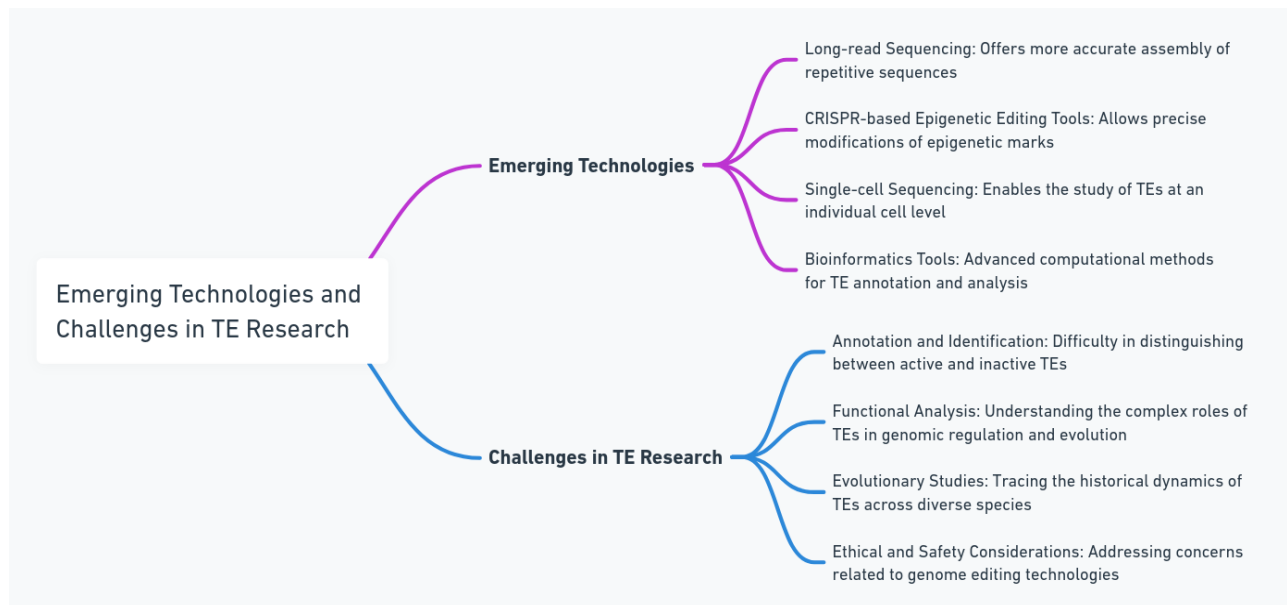 Emerging Technologies and
Challenges in TE Research
Emerging Technologies
Long-read Sequencing: Offers more accurate assembly of
repetitive sequences
CRISPR-based Epigenetic Editing Tools: Allows precise
modifications of epigenetic marks
Single-cell Sequencing: Enables the study of TEs at an
individual cell level
Bioinformatics Tools: Advanced computational methods
for TE annotation and analysis
Challenges in TE Research
Annotation and Identification: Difficulty in distinguishing
between active and inactive TEs
Functional Analysis: Understanding the complex roles of
TEs in genomic regulation and evolution
Evolutionary Studies: Tracing the historical dynamics of
TEs across diverse species
Ethical and Safety Considerations: Addressing concerns
related to genome editing technologies